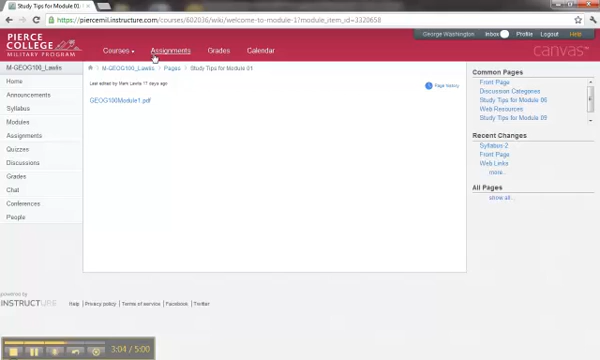 Study Tips for Module 01: ×
https://piercemil.instructure.com/courses/602036/wiki/welcome-to-module-1?module_item_id=3320658
PIERCE
COLLEGE
MILITARY PROGRAM
Courses
Assignments
Grades
Calendar
George Washington
Inbox
Profile
Logout
Help
canvas
M-GEOG100_Lewis
M-GEOG100_Lewis
Pages
Study Tips for Module 01
Last edited by Mark Lewis 17 days ago
Page history
GEOG100Module1.pdf
Home
Announcements
Syllabus
Modules
Assignments
Quizzes
Discussions
Grades
Chat
Conferences
People
Common Pages
Front Page
Discussion Categories
Study Tips for Module 06
Web Resources
Study Tips for Module 09
Recent Changes
Syllabus 2
Front Page
Web Links
more...
All Pages
show all...
powered by
INSTRUCTURE
Help | Privacy policy | Terms of service | Facebook | Twitter
3:04 / 5:00